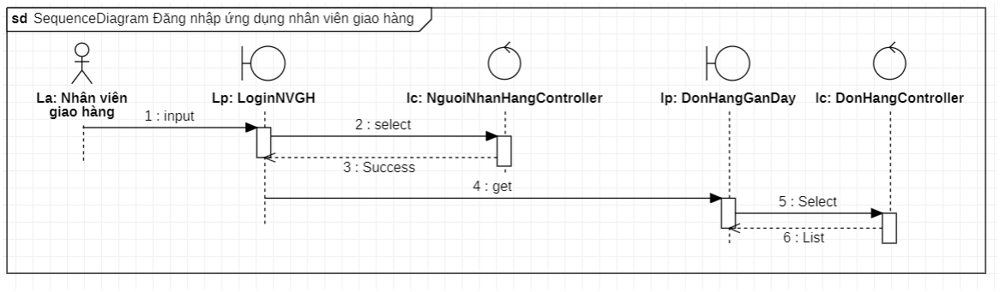 sd SequenceDiagram Đăng nhập ứng dụng nhân viên giao hàng
La: Nhân viên
giao hàng
Lp: LoginNVGH
lc: NguoiNhanHangController
lp: DonHangGanDay
lc: DonHangController
1 : input
2 : select
3 : Success
4 : get
5 : Select
6 : List